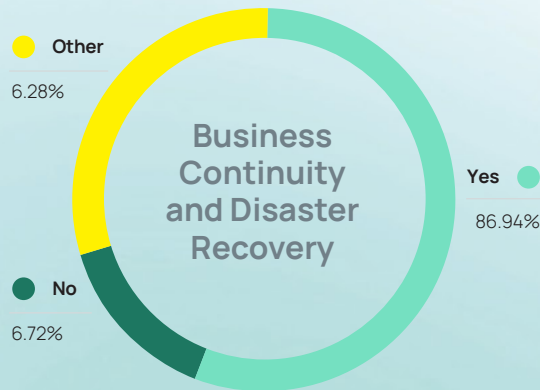 Other
6.28%
Business
Continuity
and Disaster
Recovery
Yes
86.94%
No
6.72%